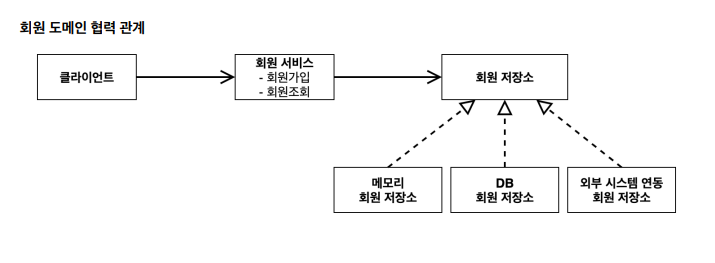 회원 도메인 협력 관계
클라이언트
회원 서비스
- 회원가입
- 회원조회
회원 저장소
메모리
회원 저장소
DB
회원 저장소
외부 시스템 연동
회원 저장소